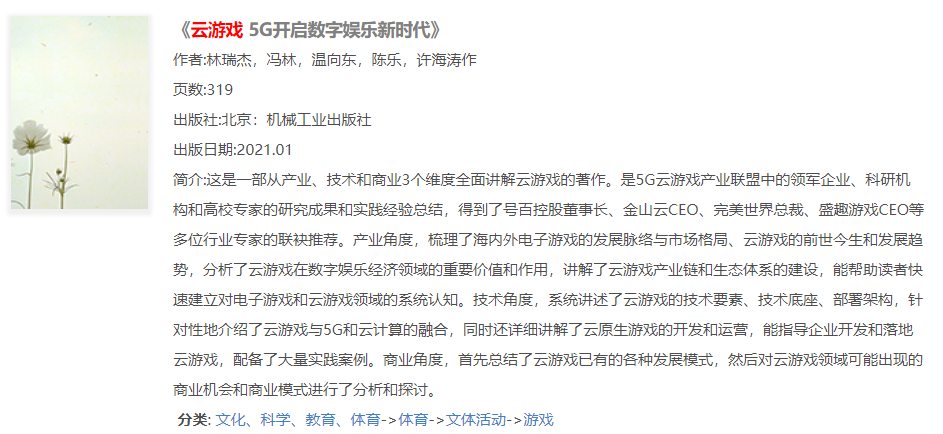 《云游戏 5G开启数字娱乐新时代》
作者:林瑞杰，冯林，温向东，陈乐，许海涛作
页数:319
出版社:北京：机械工业出版社
出版日期:2021.01
简介:这是一部从产业、技术和商业3个维度全面讲解云游戏的著作。是5G云游戏产业联盟中的领军企业、科研机
构和高校专家的研究成果和实践经验总结，得到了号百控股董事长、金山云CEO、完美世界总裁、盛趣游戏CEO等
多位行业专家的联袂推荐。产业角度，梳理了海内外电子游戏的发展脉络与市场格局、云游戏的前世今生和发展趋
势，分析了云游戏在数字娱乐经济领域的重要价值和作用，讲解了云游戏产业链和生态体系的建设，能帮助读者快
速建立对电子游戏和云游戏领域的系统认知。技术角度，系统讲述了云游戏的技术要素、技术底座、部署架构，针
对性地介绍了云游戏与5G和云计算的融合，同时还详细讲解了云原生游戏的开发和运营，能指导企业开发和落地
云游戏，配备了大量实践案例。商业角度，首先总结了云游戏已有的各种发展模式，然后对云游戏领域可能出现的
商业机会和商业模式进行了分析和探讨。
分类: 文化、科学、教育、体育->体育->文体活动->游戏